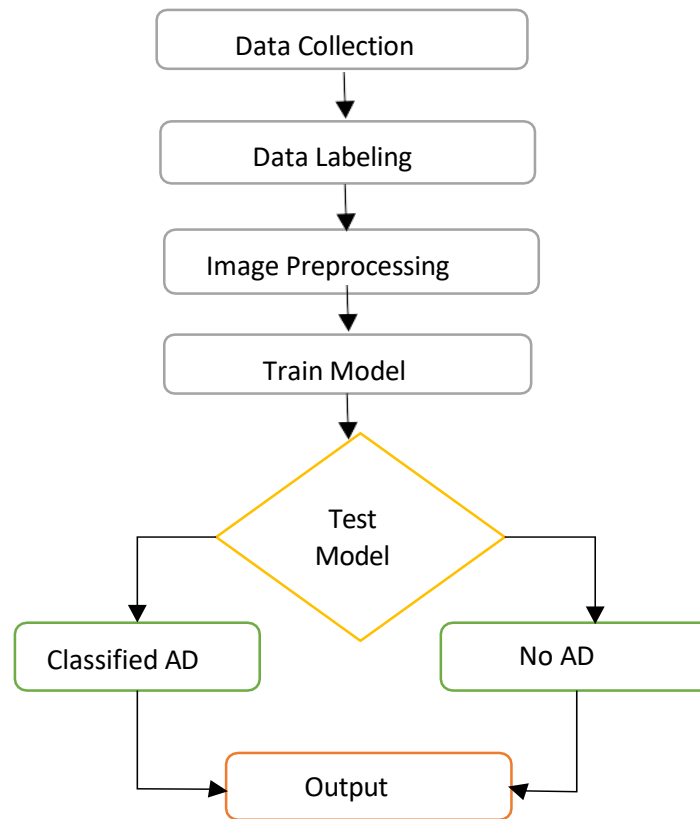 Data Collection
Data Labeling
Image Preprocessing
Train Model
Test
Model
Classified AD
No AD
Output